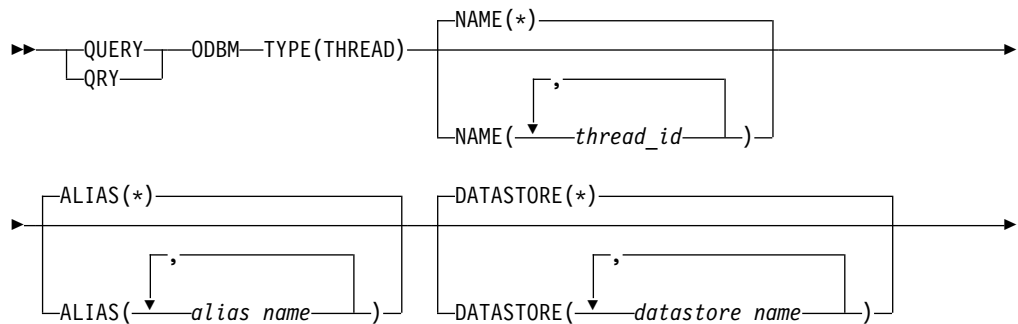 NAME(*)
QUERY ODBM TYPE(THREAD)
QRY
,
NAME( thread_id )
ALIAS(*) DATASTORE(*)
, ,
ALIAS( alias name ) DATASTORE( datastore name )